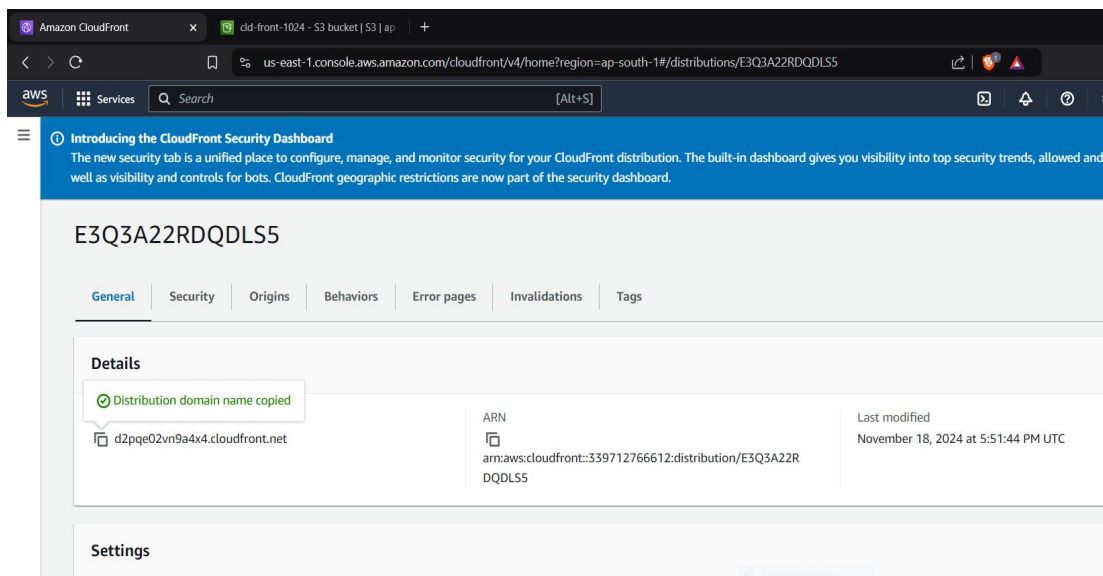 Amazon CloudFront
cld-front-1024 - S3 bucket | S3 | ap-
us-east-1.console.aws.amazon.com/cloudfront/v4/home?region=ap-south-1#/distributions/E3Q3A22RDQDLS5
1
aws
Services
Search
[Alt+S]
Introducing the CloudFront Security Dashboard
The new security tab is a unified place to configure, manage, and monitor security for your CloudFront distribution. The built-in dashboard gives you visibility into top security trends, allowed and
well as visibility and controls for bots. CloudFront geographic restrictions are now part of the security dashboard.
E3Q3A22RDQDLS5
General
Security
Origins
Behaviors
Error pages
Invalidations
Tags
Details
Distribution domain name copied
d2pqe02vn9a4x4.cloudfront.net
ARN
arn:aws:cloudfront::339712766612:distribution/E3Q3A22R
DQDLS5
Last modified
November 18, 2024 at 5:51:44 PM UTC
Settings